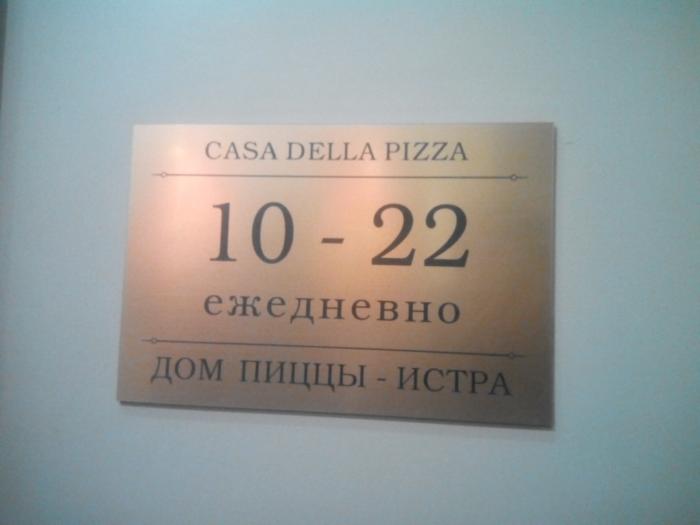 CASA DELLA PIZZA
10 - 22
ежедневно
ДОМ ПИЦЦЫ - ИСТРА